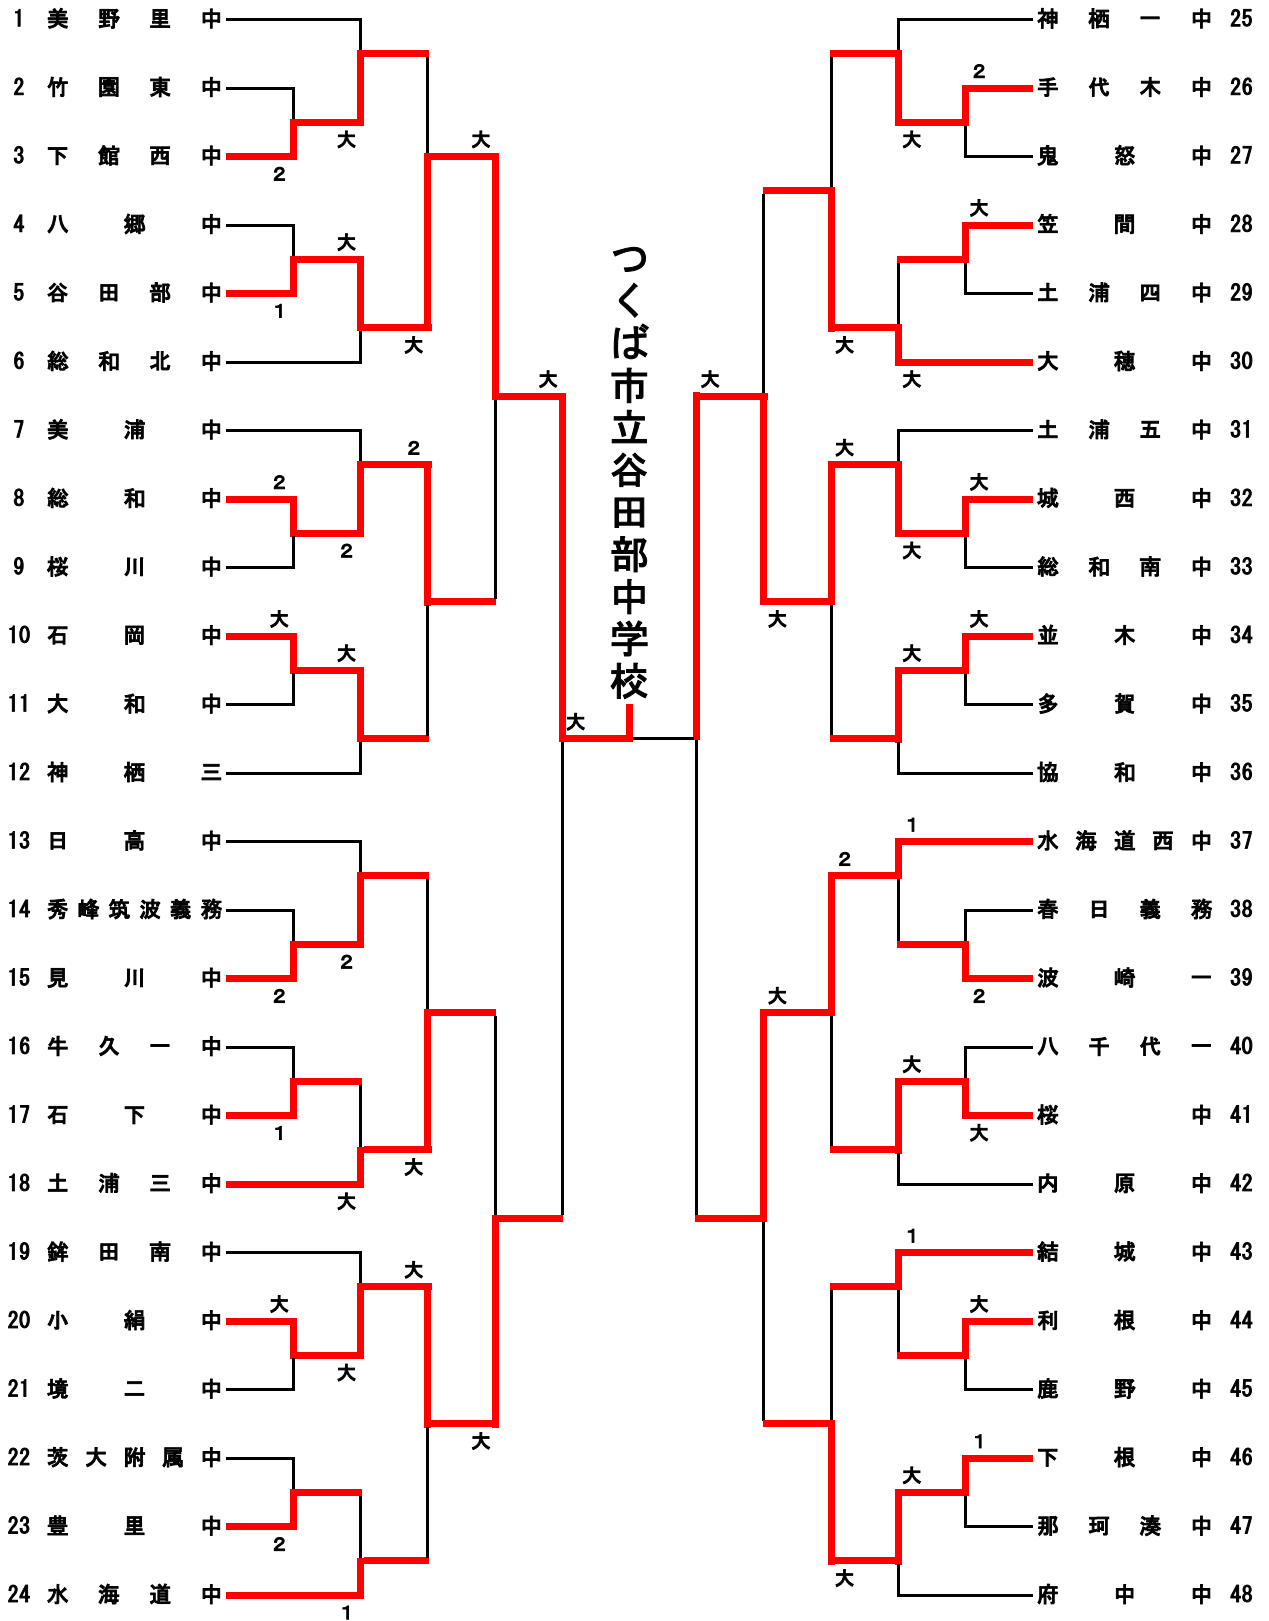 1 美野里中
2 竹園東中
大
3 下館西中
2
4 八郷中
大
5 谷田部中
1
大
6 総和北中
大
7 美浦中
2
2
8 総和中
2
9 桜川中
大
10 石岡中
大
11 大和中
12 神栖三
13 日高中
14 秀峰筑波義務
2
15 見川中
2
16 牛久一中
17 石下中
1
大
18 土浦三中
大
19 鉾田南中
大
大
20 小絹中
大
21 境二中
大
22 茨大附属中
23 豊里中
2
24 水海道中
1
大
つくば市立谷田部中学校
神栖一中 25
2
手代木中 26
大
鬼怒中 27
大
笠間中 28
土浦四中 29
大
大穂中 30
大
大
土浦五中 31
大
大
城西中 32
大
総和南中 33
大
大
並木中 34
大
多賀中 35
協和中 36
1
水海道西中 37
2
春日義務 38
波崎一 39
大
2
八千代一 40
大
桜中 41
大
内原中 42
1
結城中 43
大
利根中 44
鹿野中 45
1
下根中 46
大
那珂湊中 47
大
府中中 48